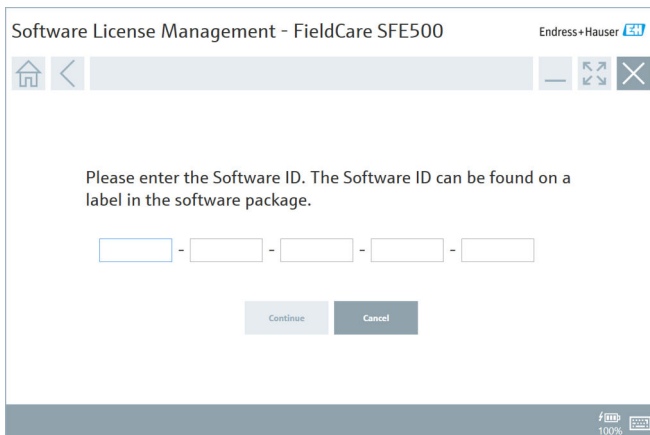 Software License Management - FieldCare SFE500
Endress+Hauser
EH
Please enter the Software ID. The Software ID can be found on a
label in the software package.
- - - -
Continue
Cancel
100%